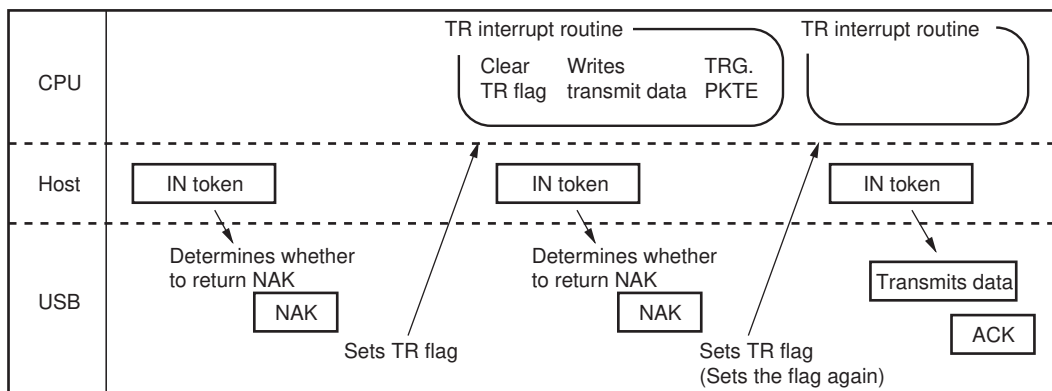 CPU
TR interrupt routine
Clear Writes TRG.
TR flag transmit data PKTE
TR interrupt routine
Host
IN token
IN token
IN token
USB
Determines whether
to return NAK
NAK
Sets TR flag
Determines whether
to return NAK
NAK
Sets TR flag
(Sets the flag again)
Transmits data
ACK